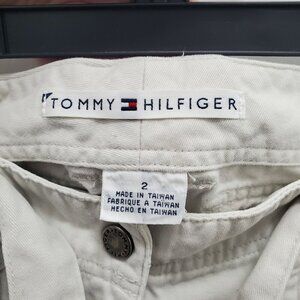 TOMMY HILFIGER
2
MADE IN TAIWAN
FABRIQUE A TAIWAN
HECHO EN TAIWAN